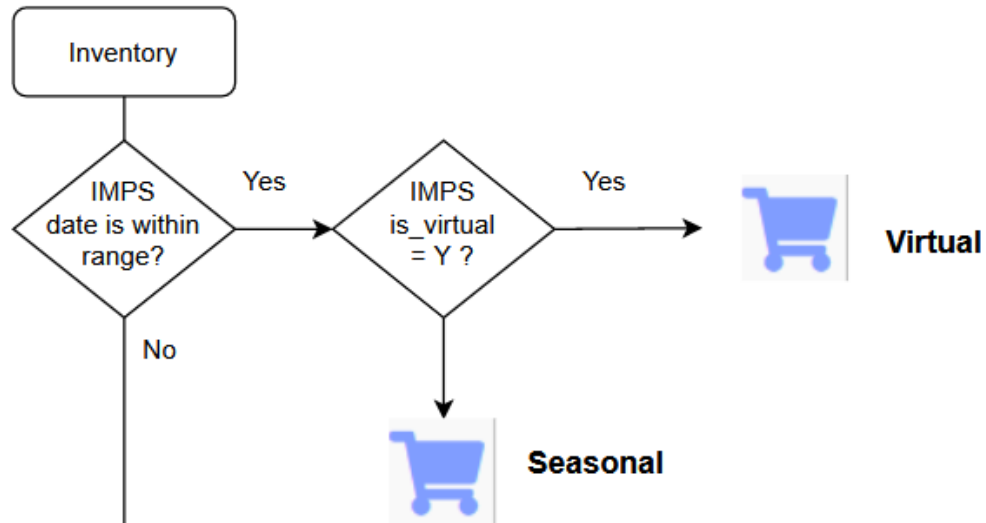 Inventory
IMPS
date is within
range?
Yes
IMPS
is_virtual
= Y ?
Yes
Virtual
No
Seasonal